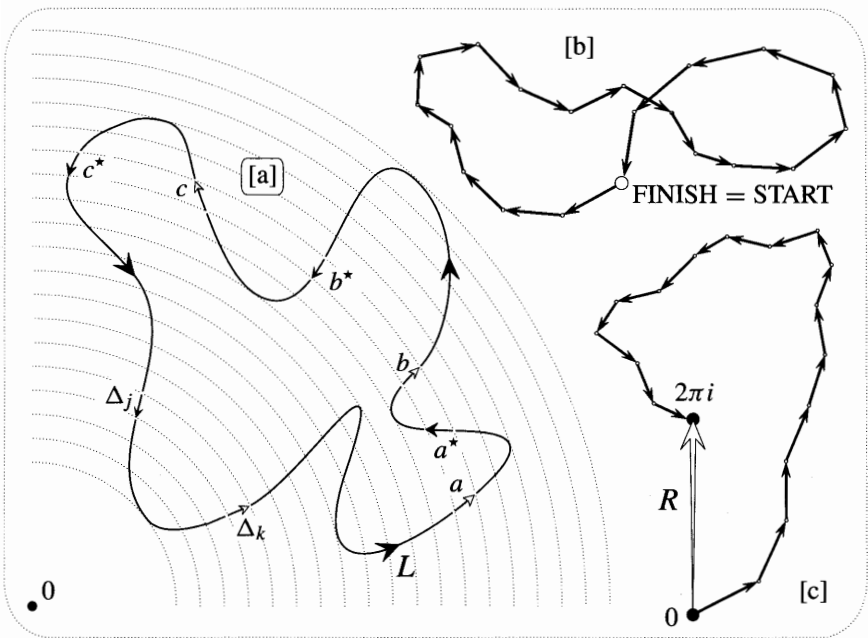 [b]
c★
c
[a]
FINISH = START
b★
b
2πi
Δj
a★
a
R
Δk
L
0
0
[c]